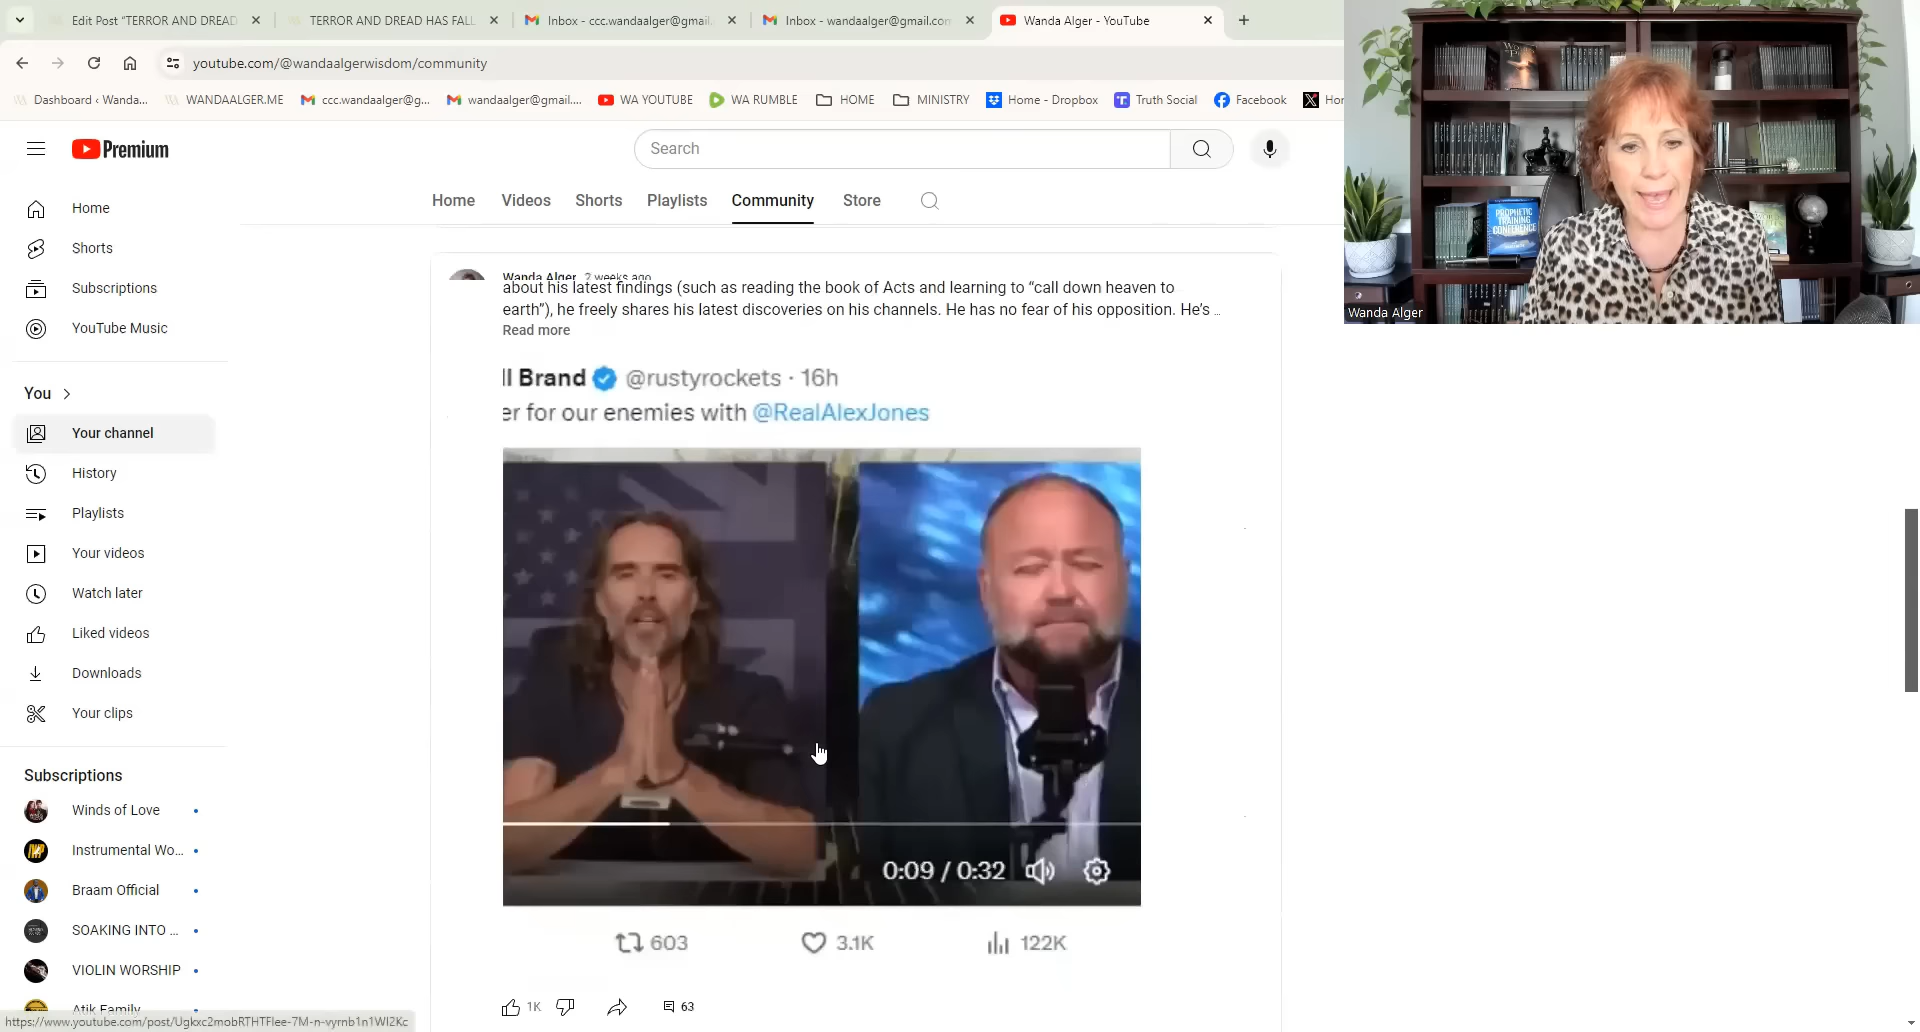 Edit Post "TERROR AND DREAD
TERROR AND DREAD HAS FALL
Inbox - ccc.wandaalger@gmail.
Inbox - wandaalger@gmail.com
Wanda Alger - YouTube
youtube.com/@wandaalgerwisdom/community
Dashboard ‹ Wanda...
WANDAALGER.ME
ccc.wandaalger@g...
wandaalger@gmail....
WA YOUTUBE
WA RUMBLE
HOME
MINISTRY
Home - Dropbox
Truth Social
Facebook
Hor
Premium
Search
Home
Videos
Shorts
Playlists
Community
Store
Home
Shorts
Subscriptions
YouTube Music
You
Your channel
History
Playlists
Your videos
Watch later
Liked videos
Downloads
Your clips
Subscriptions
Winds of Love
Instrumental Wo...
Braam Official
SOAKING INTO ...
VIOLIN WORSHIP
Atik Family
https://www.youtube.com/post/Ugkxc2mobRTHTFlee-7M-n-vyrnb1n1WI2Kc
Wanda Alger 2 weeks ago
about his latest findings (such as reading the book of Acts and learning to “call down heaven to
earth”), he freely shares his latest discoveries on his channels. He has no fear of his opposition. He’s ...
Read more
ll Brand @rustyrockets · 16h
er for our enemies with @RealAlexJones
0:09 / 0:32
603
3.1K
122K
1K
63
PROPHETIC
TRAINING
CONFERENCE
Wanda Alger